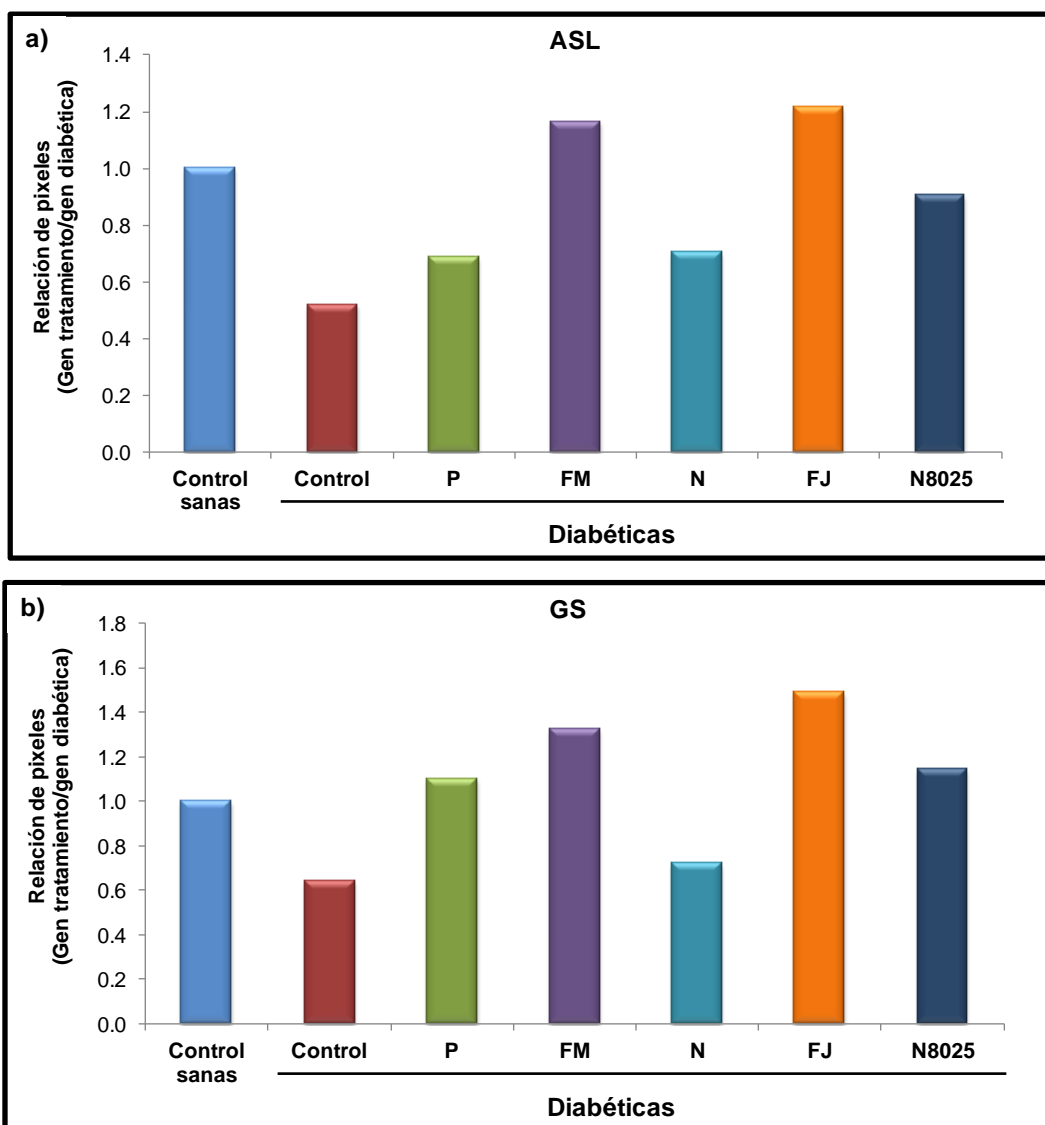 a)
ASL
Relación de pixeles
(Gen tratamiento/gen diabética)
1.4
1.2
1.0
0.8
0.6
0.4
0.2
0.0
Control sanas
Control
P
FM
N
FJ
N8025
Diabéticas
b)
GS
Relación de pixeles
(Gen tratamiento/gen diabética)
1.8
1.6
1.4
1.2
1.0
0.8
0.6
0.4
0.2
0.0
Control sanas
Control
P
FM
N
FJ
N8025
Diabéticas